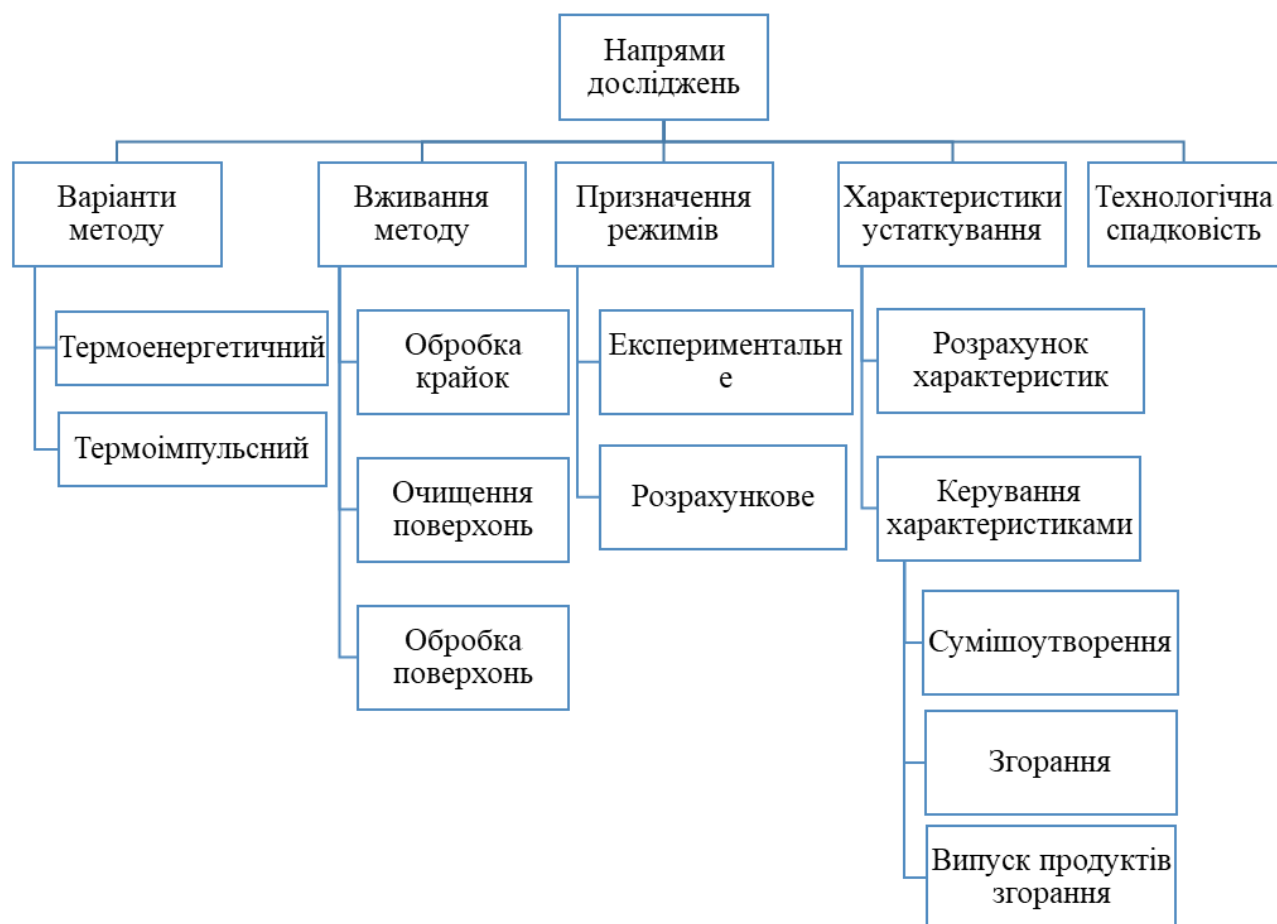 Напрями
досліджень
Варіанти
методу
Вживання
методу
Призначення
режимів
Характеристики
устаткування
Технологічна
спадковість
Термоенергетичний
Термоімпульсний
Обробка
крайок
Очищення
поверхонь
Обробка
поверхонь
Експериментальн
е
Розрахункове
Розрахунок
характеристик
Керування
характеристиками
Сумішоутворення
Згорання
Випуск продуктів
згорання